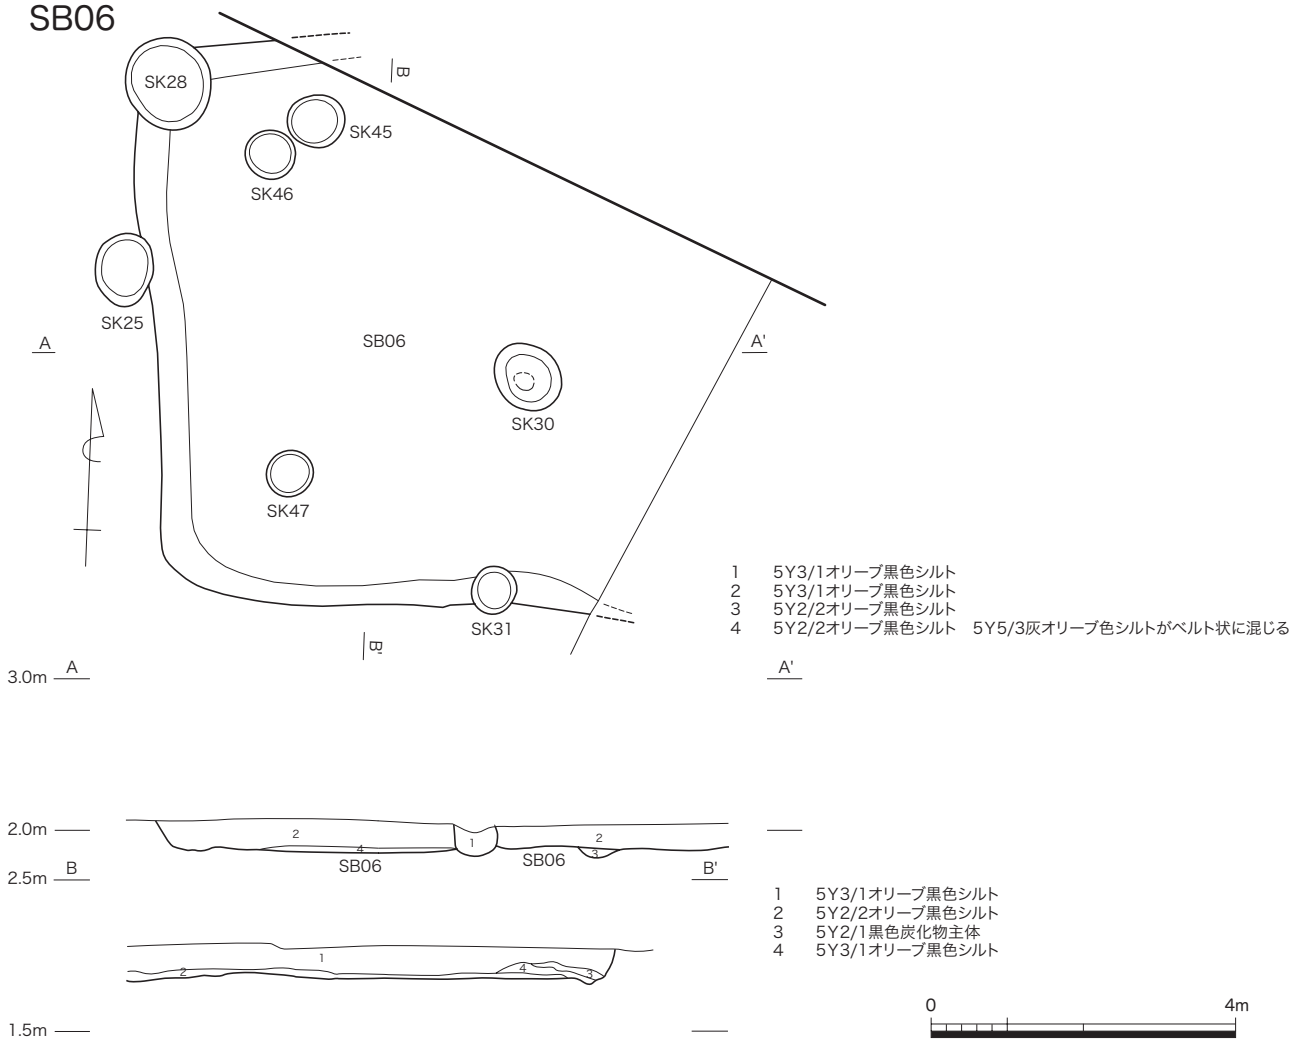 SB06
SK28
B
SK45
SK46
SK25
A
SB06
A'
SK30
SK47
SK31
B'
1 5Y3/1オリーブ黒色シルト
2 5Y3/1オリーブ黒色シルト
3 5Y2/2オリーブ黒色シルト
4 5Y2/2オリーブ黒色シルト 5Y5/3灰オリーブ色シルトがベルト状に混じる
3.0m A A'
2.0m
2 4 1 2 3
SB06 SB06
2.5m B B'
1 5Y3/1オリーブ黒色シルト
2 5Y2/2オリーブ黒色シルト
3 5Y2/1黒色炭化物主体
4 5Y3/1オリーブ黒色シルト
1 2 4 3
0 4m
1.5m